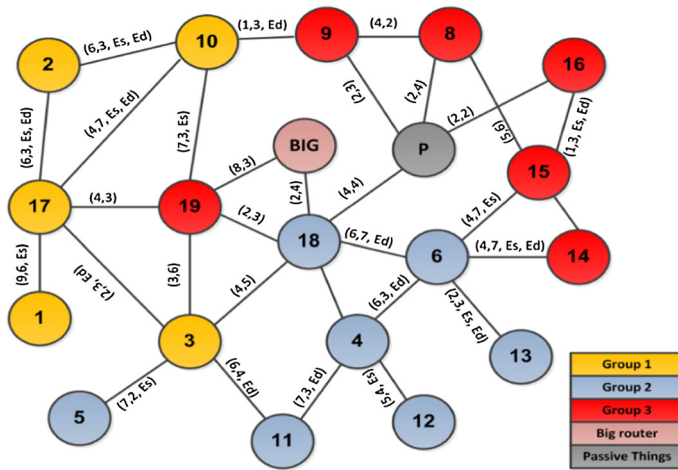 (6,3, Es, Ed)
10
(1,3, Ed)
9
(4,2)
8
2
16
(6,3, Es, Ed)
(4,7, Es, Ed)
(7,3, Es)
(2,3)
(2,4)
(2,2)
(5,6)
(1,3, Es, Ed)
BIG
P
15
(8,3)
(2,4)
(4,4)
17
(4,3)
19
(2,3)
18
(6,7, Ed)
(4,7, Es)
6
(4,7, Es, Ed)
14
(9,6, Es)
(2,3, Ed)
(3,6)
(4,5)
(6,3, Ed)
(2,3, Es, Ed)
1
3
4
13
(7,2, Es)
(6,4, Ed)
(7,3, Ed)
(5,4, Es)
5
11
12
Group 1
Group 2
Group 3
Big router
Passive Things